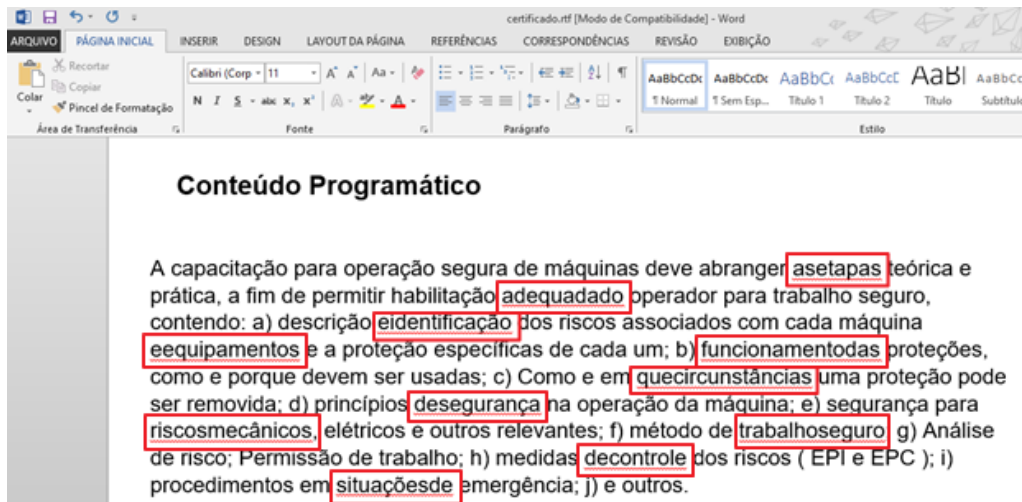 certificado.rtf [Modo de Compatibilidade] - Word
ARQUIVO PÁGINA INICIAL INSERIR DESIGN LAYOUT DA PÁGINA REFERÊNCIAS CORRESPONDÊNCIAS REVISÃO EXIBIÇÃO
Colar
Recortar
Copiar
Pincel de Formatação
Área de Transferência
Calibri (Corp 11
Aa
N I S abc x₂ x²
Fonte
Parágrafo
AaBbCcDc AaBbCcDc AaBbCc AaBbCcC AaBl AaBbCc
¶ Normal ¶ Sem Esp... Título 1 Título 2 Título Subtítulo
Estilo
Conteúdo Programático
A capacitação para operação segura de máquinas deve abranger asetapas teórica e
prática, a fim de permitir habilitação adequadado operador para trabalho seguro,
contendo: a) descrição eidentificação dos riscos associados com cada máquina
eequipamentos e a proteção específicas de cada um; b) funcionamentodas proteções,
como e porque devem ser usadas; c) Como e em quecircunstâncias uma proteção pode
ser removida; d) princípios desegurança na operação da máquina; e) segurança para
riscosmecânicos, elétricos e outros relevantes; f) método de trabalhoseguro g) Análise
de risco; Permissão de trabalho; h) medidas decontrole dos riscos ( EPI e EPC ); i)
procedimentos em situaçõesde emergência; j) e outros.